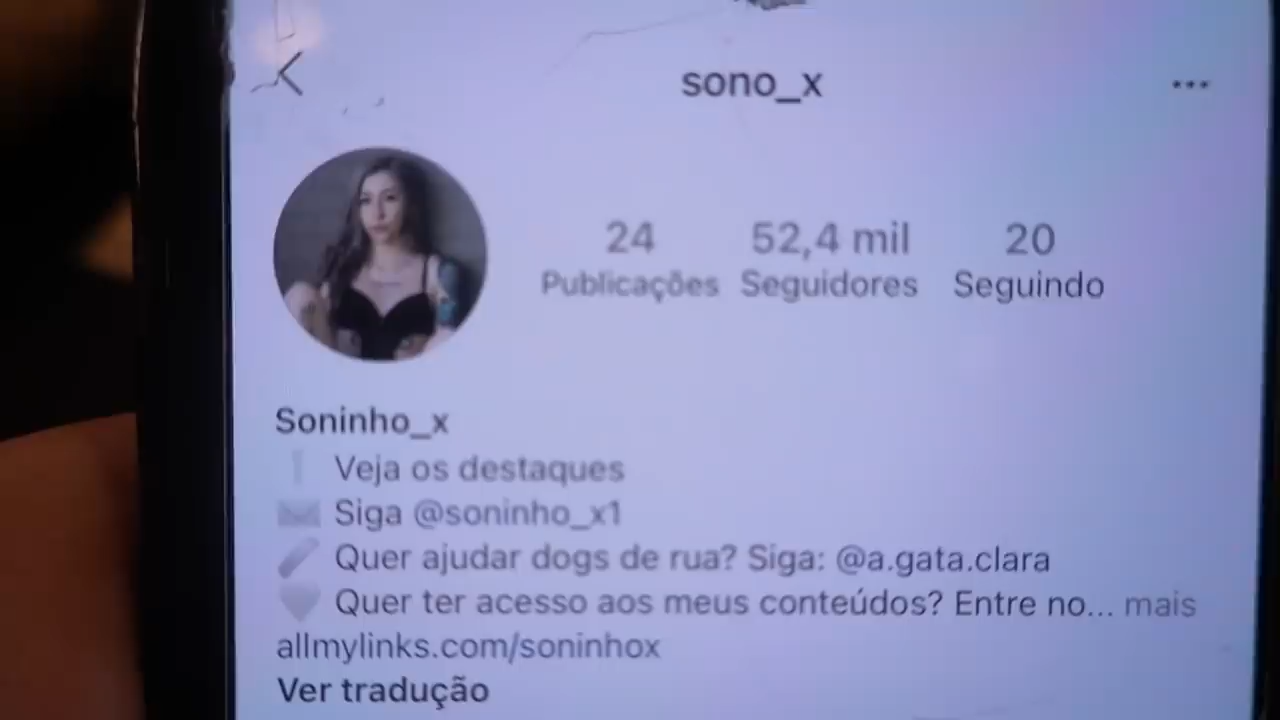 sono_x
24 52,4 mil 20
Publicações Seguidores Seguindo
Soninho_x
Veja os destaques
Siga @soninho_x1
Quer ajudar dogs de rua? Siga: @a.gata.clara
Quer ter acesso aos meus conteúdos? Entre no... mais
allmylinks.com/soninhox
Ver tradução